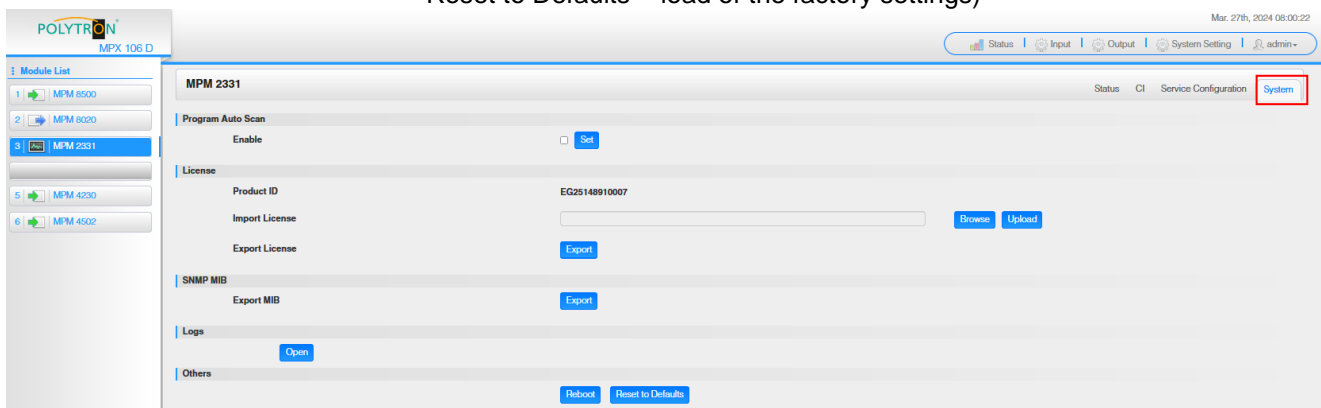 Reset to Defaults – load of the factory settings)
Mar. 27th, 2024 08:00:22
POLYTRON
MPX 106 D
Status | Input | Output | System Setting | admin
Module List
MPM 2331
Status CI Service Configuration System
1 MPM 8500
2 MPM 8020
3 MPM 2331
5 MPM 4230
6 MPM 4502
Program Auto Scan
Enable Set
License
Product ID EG25148910007
Import License Browse Upload
Export License Export
SNMP MIB
Export MIB Export
Logs
Open
Others
Reboot Reset to Defaults